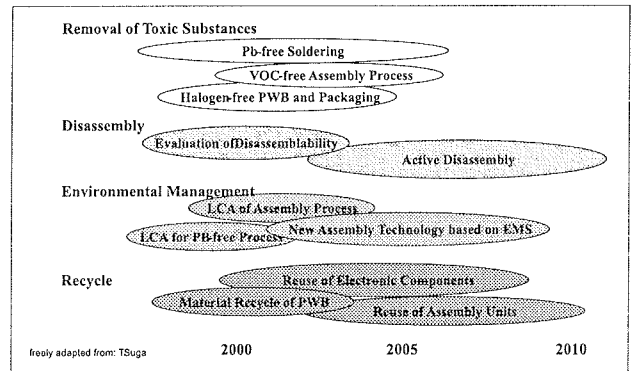 Removal of Toxic Substances
Pb-free Soldering
VOC-free Assembly Process
Halogen-free PWB and Packaging
Disassembly
Evaluation ofDisassemblability
Active Disassembly
Environmental Management
LCA of Assembly Process
New Assembly Technology based on EMS
LCA for PB-free Process
Recycle
Reuse of Electronic Components
Material Recycle of PWB
Reuse of Assembly Units
freely adapted from: TSuga
2000 2005 2010